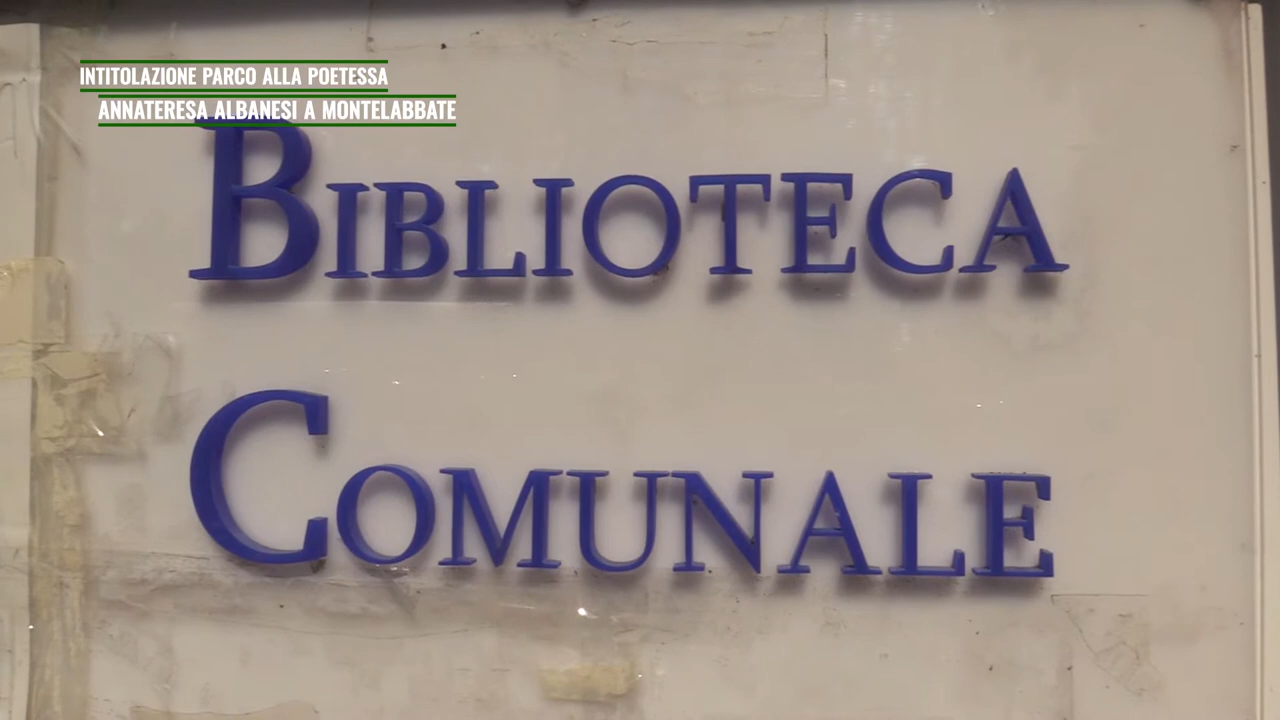 INTITOLAZIONE PARCO ALLA POETESSA
ANNATERESA ALBANESI A MONTELABBATE
BIBLIOTECA
COMUNALE